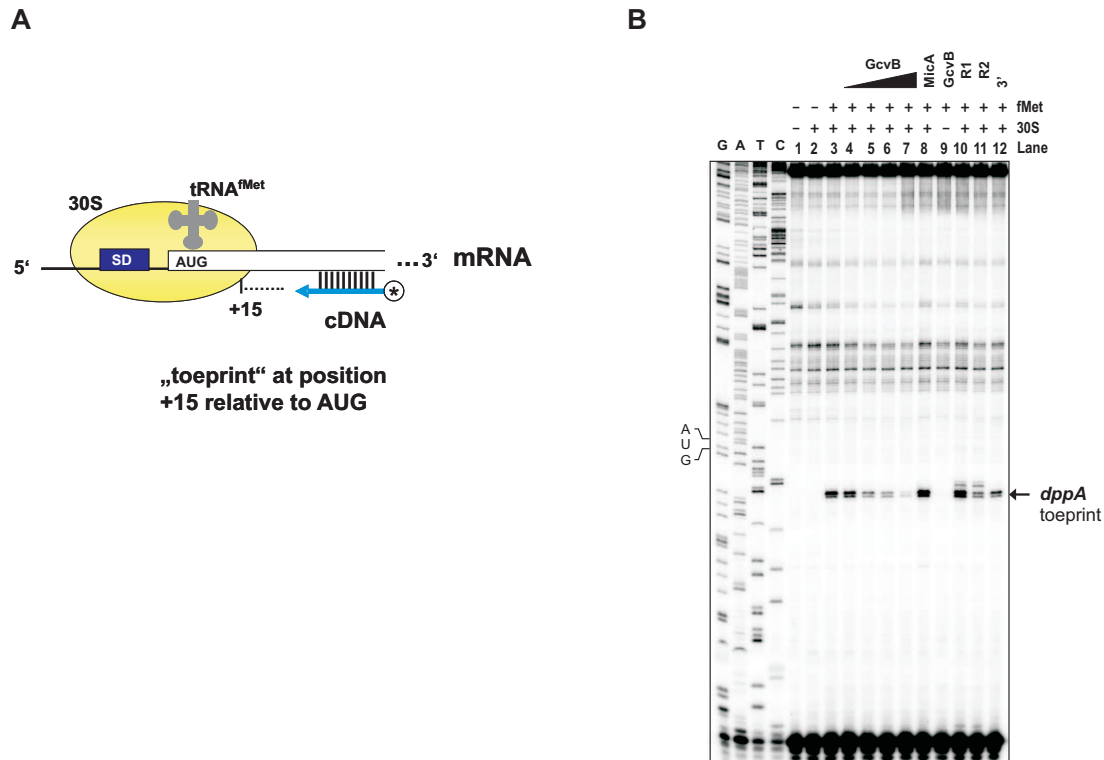 A
30S
tRNAfMet
5‘
SD
AUG
...3‘ mRNA
+15
*
cDNA
„toeprint“ at position
+15 relative to AUG
B
GcvB MicA GcvB R1 R2 3'
– – + + + + + + + + + + fMet
– + + + + + + + – + + + 30S
G A T C 1 2 3 4 5 6 7 8 9 10 11 12 Lane
A
U
G
dppA
toeprint